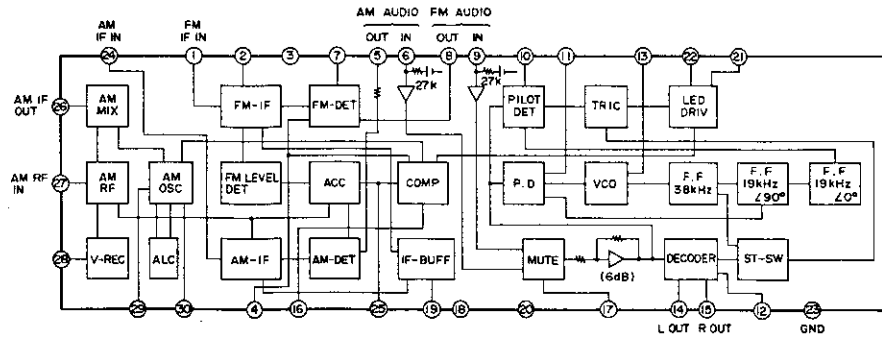 AM AUDIO FM AUDIO
AM IF IN
FM IF IN
OUT IN OUT IN
24 1 2 3 7 5 6 8 9 10 11 13 22 21
27k 27k
AM IF OUT
26
AM MIX
FM-IF
FM-DET
PILOT DET
TRIG
LED DRIV
AM RF IN
27
AM RF
AM OSC
FM LEVEL DET
ACC
COMP
P.D
VCO
F.F 38kHz
F.F 19kHz ∠90°
F.F 19kHz ∠0°
28
V-REC
ALC
AM-IF
AM-DET
IF-BUFF
MUTE
(6dB)
DECODER
ST-SW
29 30 4 16 25 19 18 20 17 14 15 12 23
L OUT R OUT
GND